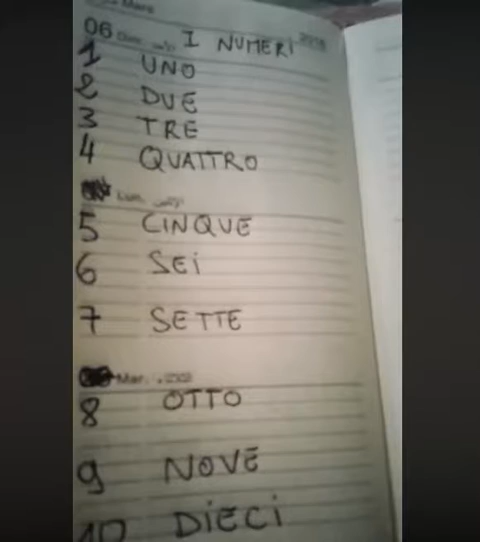 06 I NUMERI
1 UNO
2 DUE
3 TRE
4 QUATTRO
5 CINQUE
6 SEI
7 SETTE
Mar.
8 OTTO
9 NOVE
10 DIECI